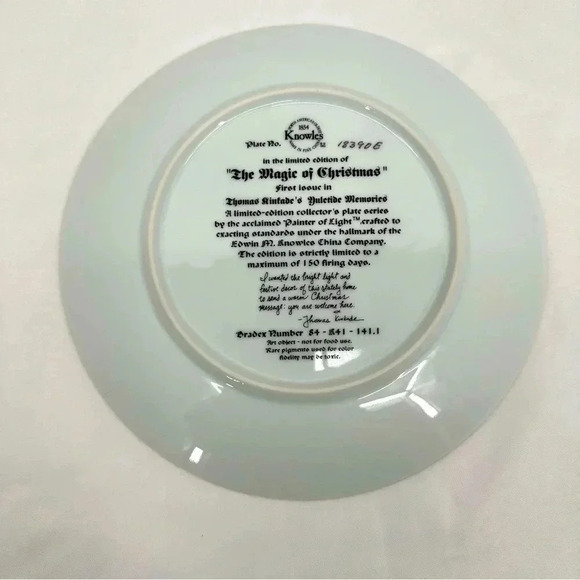 1834
Knowles
Plate No. 18390E
in the limited edition of
"The Magic of Christmas"
First issue in
Thomas Kinkade's Yuletide Memories
A limited-edition collector's plate series
by the acclaimed Painter of Light™ crafted to
exacting standards under the hallmark of the
Edwin M. Knowles China Company.
The edition is strictly limited to a
maximum of 150 firing days.
I wanted the bright light and
festive decor of this stately home
to send a warm Christmas
message: you are welcome here.
-Thomas Kinkade
Bradex Number 84 - K41 - 141.1
Art object - not for food use.
Rare pigments used for color
fidelity may be toxic.